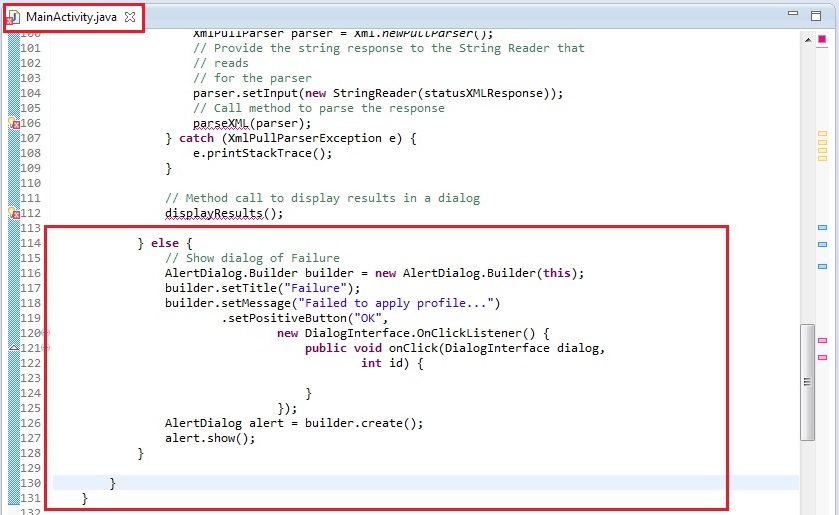 MainActivity.java
100 XmlPullParser parser = Xml.newPullParser();
101 // Provide the string response to the String Reader that
102 // reads
103 // for the parser
104 parser.setInput(new StringReader(statusXMLResponse));
105 // Call method to parse the response
106 parseXML(parser);
107 } catch (XmlPullParserException e) {
108 e.printStackTrace();
109 }
110
111 // Method call to display results in a dialog
112 displayResults();
113
114 } else {
115 // Show dialog of Failure
116 AlertDialog.Builder builder = new AlertDialog.Builder(this);
117 builder.setTitle("Failure");
118 builder.setMessage("Failed to apply profile...")
119 .setPositiveButton("OK",
120 new DialogInterface.OnClickListener() {
121 public void onClick(DialogInterface dialog,
122 int id) {
123
124 }
125 });
126 AlertDialog alert = builder.create();
127 alert.show();
128 }
129
130 }
131 }
132